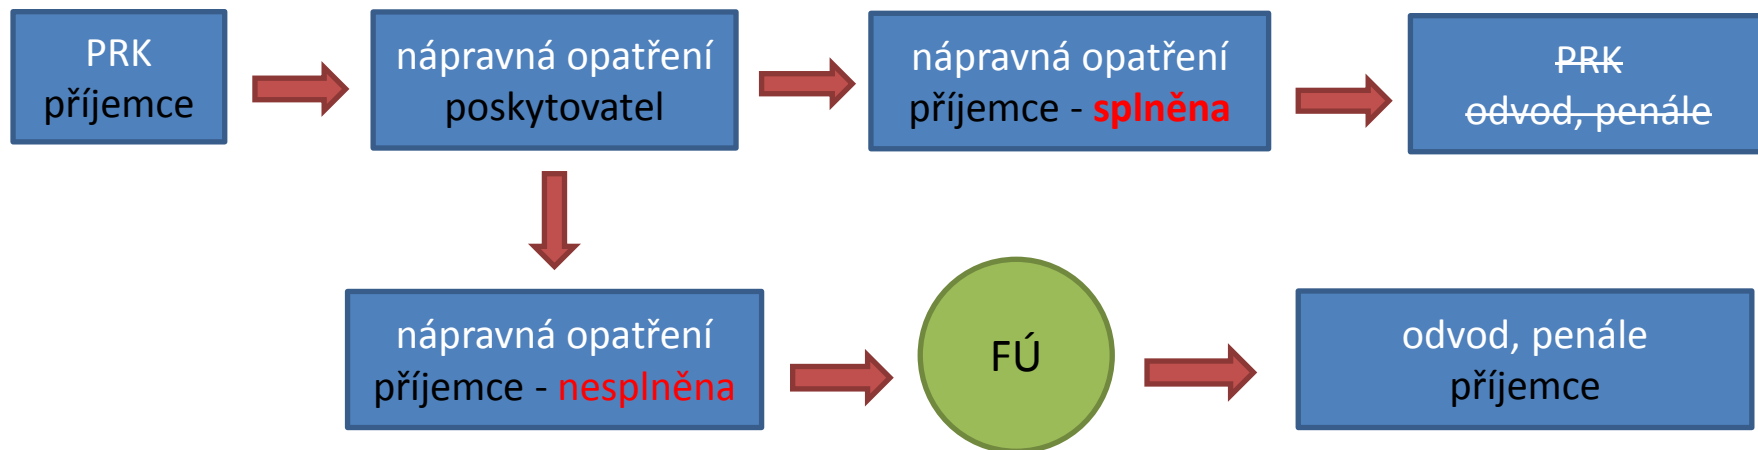 PRK
příjemce
nápravná opatření
poskytovatel
nápravná opatření
příjemce - splněna
PRK
odvod, penále
nápravná opatření
příjemce - nesplněna
FÚ
odvod, penále
příjemce